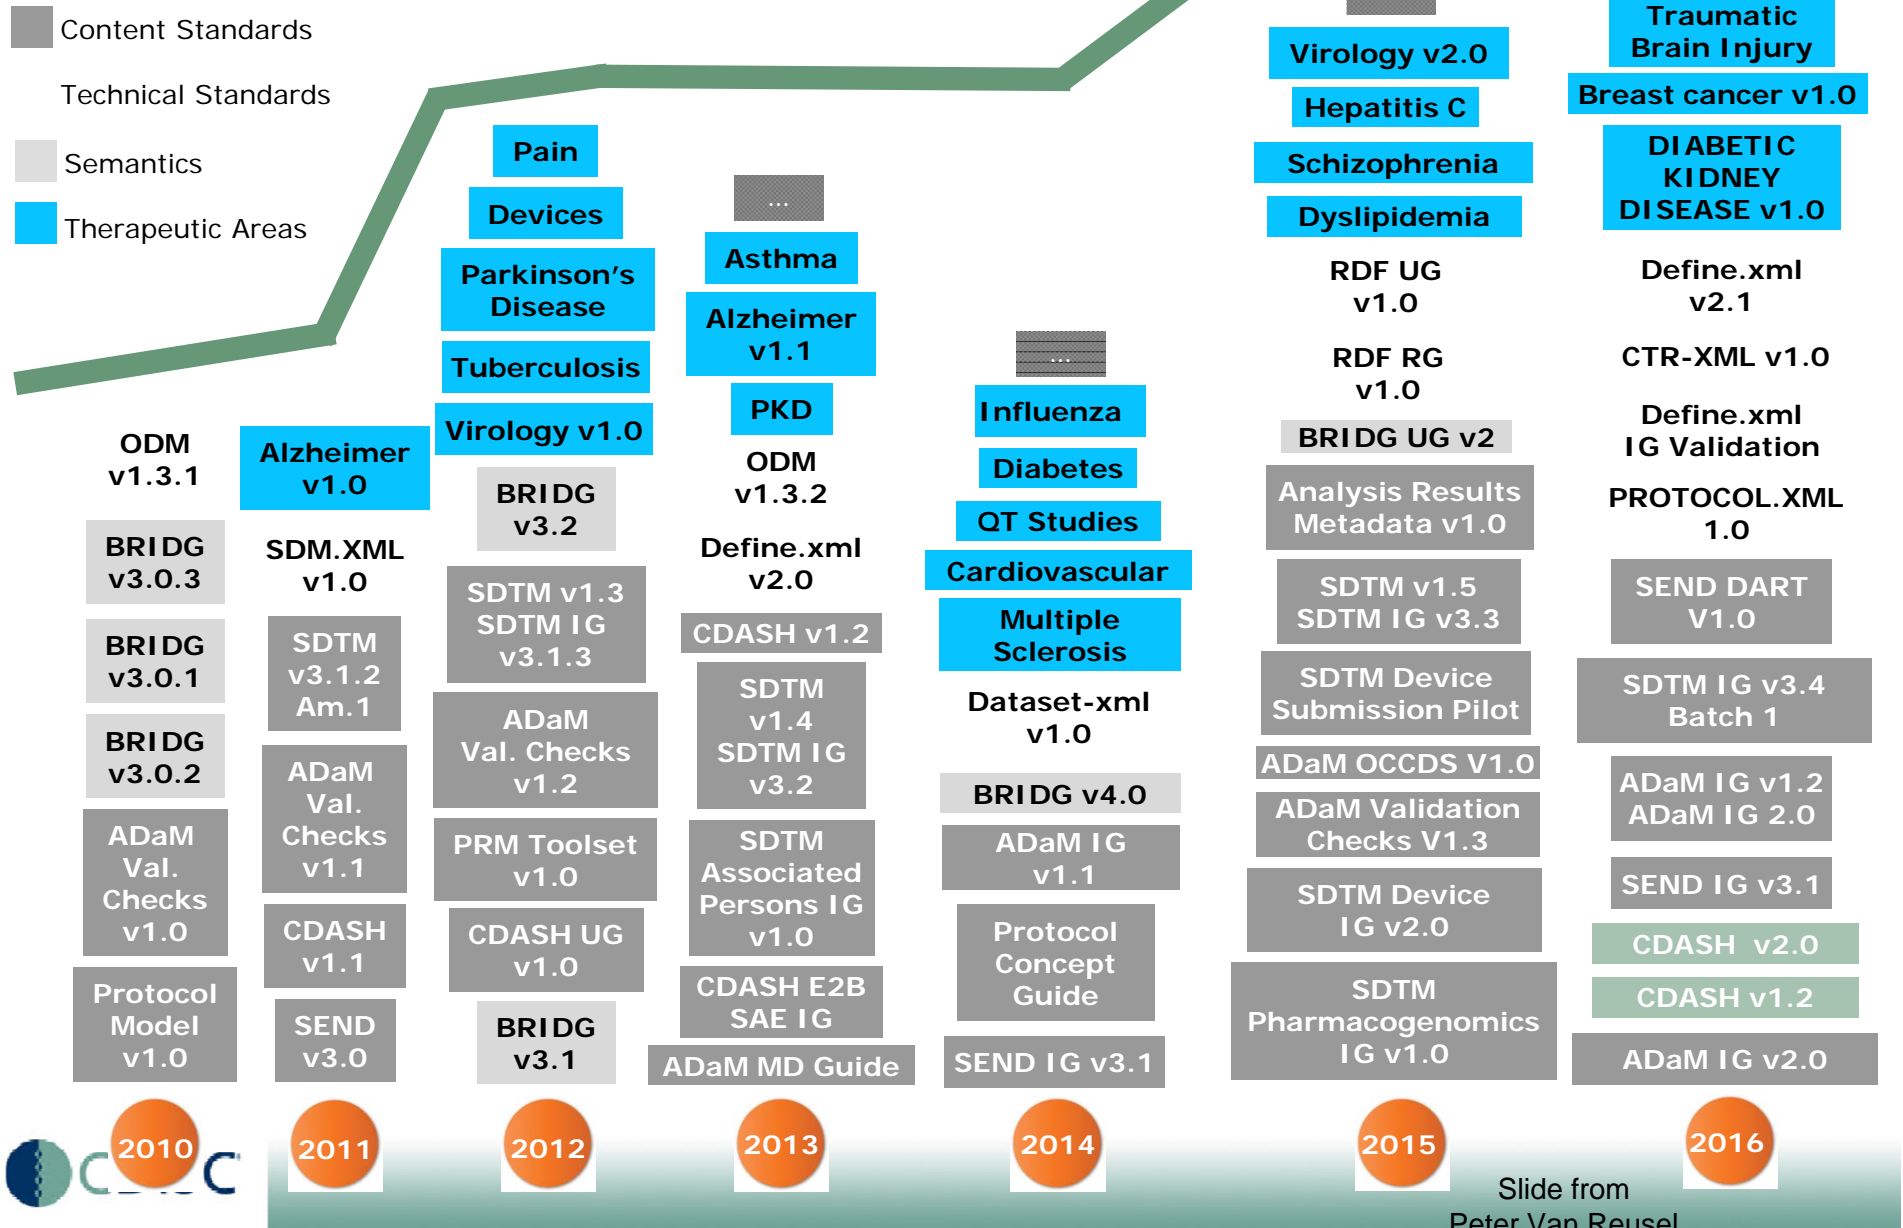 Content Standards
Technical Standards
Semantics
Therapeutic Areas
ODM
v1.3.1
BRIDG
v3.0.3
BRIDG
v3.0.1
BRIDG
v3.0.2
ADaM
Val.
Checks
v1.0
Protocol
Model
v1.0
2010
Alzheimer
v1.0
SDM.XML
v1.0
SDTM
v3.1.2
Am.1
ADaM
Val.
Checks
v1.1
CDASH
v1.1
SEND
v3.0
2011
Pain
Devices
Parkinson's
Disease
Tuberculosis
Virology v1.0
BRIDG
v3.2
SDTM v1.3
SDTM IG
v3.1.3
ADaM
Val. Checks
v1.2
PRM Toolset
v1.0
CDASH UG
v1.0
BRIDG
v3.1
2012
...
Asthma
Alzheimer
v1.1
PKD
ODM
v1.3.2
Define.xml
v2.0
CDASH v1.2
SDTM
v1.4
SDTM IG
v3.2
SDTM
Associated
Persons IG
v1.0
CDASH E2B
SAE IG
ADaM MD Guide
2013
...
Influenza
Diabetes
QT Studies
Cardiovascular
Multiple
Sclerosis
Dataset-xml
v1.0
BRIDG v4.0
ADaM IG
v1.1
Protocol
Concept
Guide
SEND IG v3.1
2014
Virology v2.0
Hepatitis C
Schizophrenia
Dyslipidemia
RDF UG
v1.0
RDF RG
v1.0
BRIDG UG v2
Analysis Results
Metadata v1.0
SDTM v1.5
SDTM IG v3.3
SDTM Device
Submission Pilot
ADaM OCCDS V1.0
ADaM Validation
Checks V1.3
SDTM Device
IG v2.0
SDTM
Pharmacogenomics
IG v1.0
2015
Traumatic
Brain Injury
Breast cancer v1.0
DIABETIC
KIDNEY
DISEASE v1.0
Define.xml
v2.1
CTR-XML v1.0
Define.xml
IG Validation
PROTOCOL.XML
1.0
SEND DART
V1.0
SDTM IG v3.4
Batch 1
ADaM IG v1.2
ADaM IG 2.0
SEND IG v3.1
CDASH v2.0
CDASH v1.2
ADaM IG v2.0
2016
Slide from
Peter Van Reusel